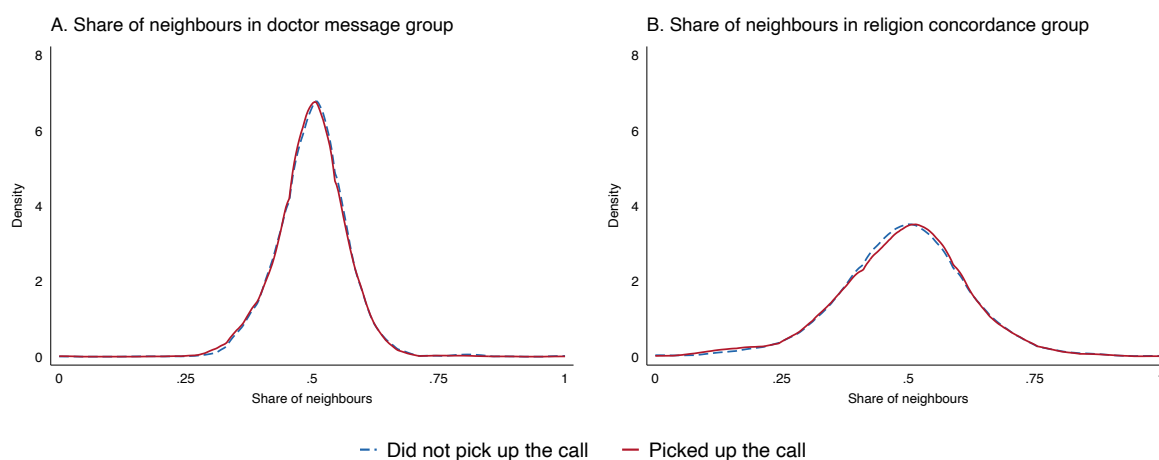 A. Share of neighbours in doctor message group
8
6
4
2
0
Density
0 .25 .5 .75 1
Share of neighbours
B. Share of neighbours in religion concordance group
8
6
4
2
0
Density
0 .25 .5 .75
Share of neighbours
Did not pick up the call Picked up the call